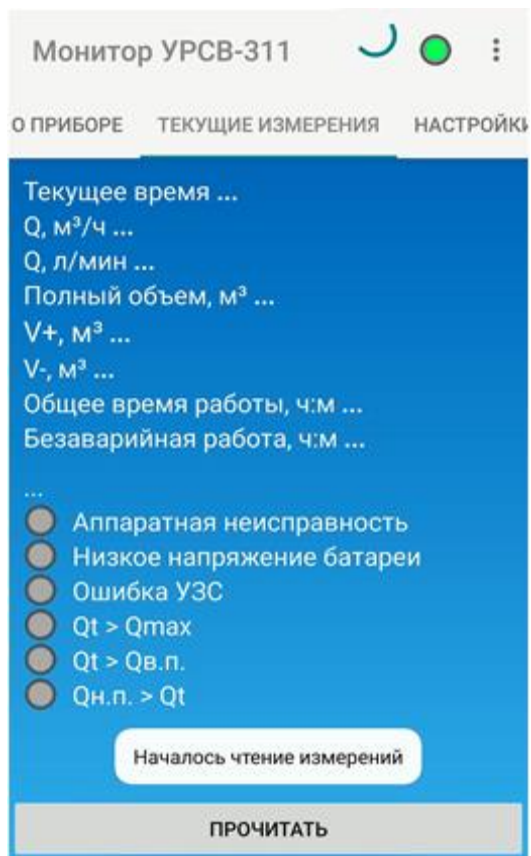 Монитор УРСВ-311
О ПРИБОРЕ ТЕКУЩИЕ ИЗМЕРЕНИЯ НАСТРОЙКИ
Текущее время ...
Q, м³/ч ...
Q, л/мин ...
Полный объем, м³ ...
V+, м³ ...
V-, м³ ...
Общее время работы, ч:м ...
Безаварийная работа, ч:м ...
...
Аппаратная неисправность
Низкое напряжение батареи
Ошибка УЗС
Qt > Qmax
Qt > Qв.п.
Qн.п. > Qt
Началось чтение измерений
ПРОЧИТАТЬ